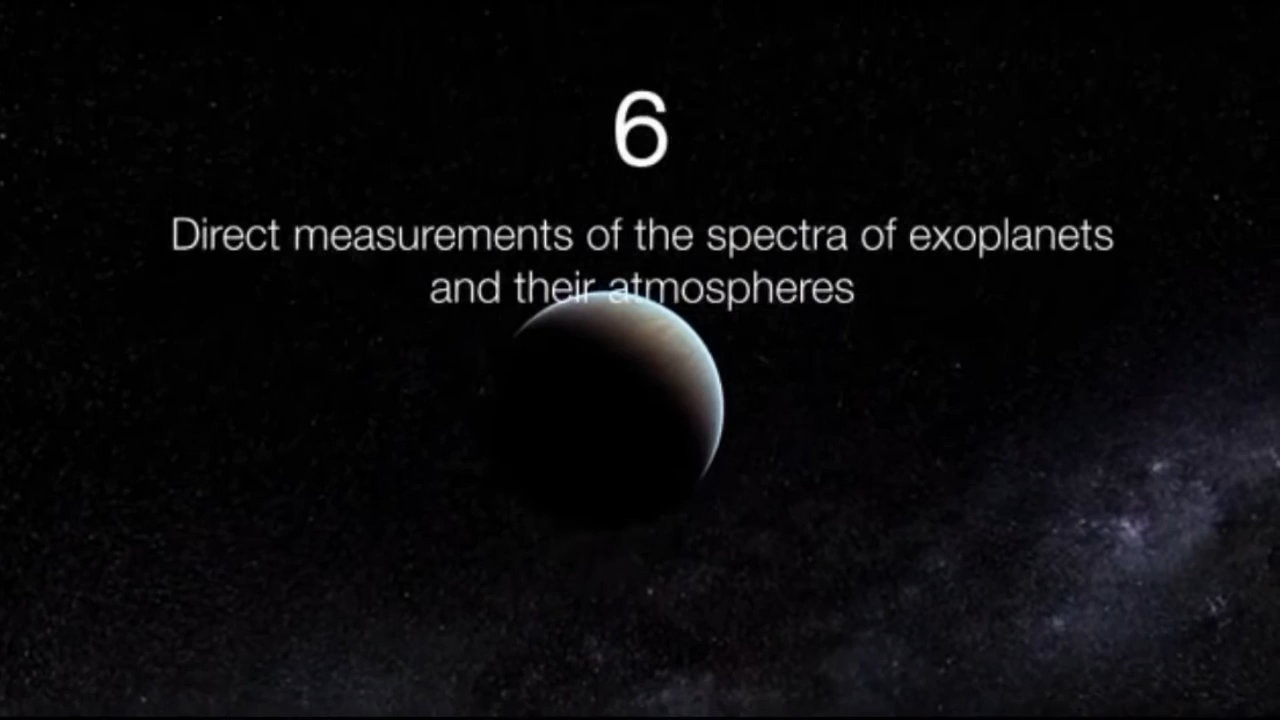 6
Direct measurements of the spectra of exoplanets
and their atmospheres